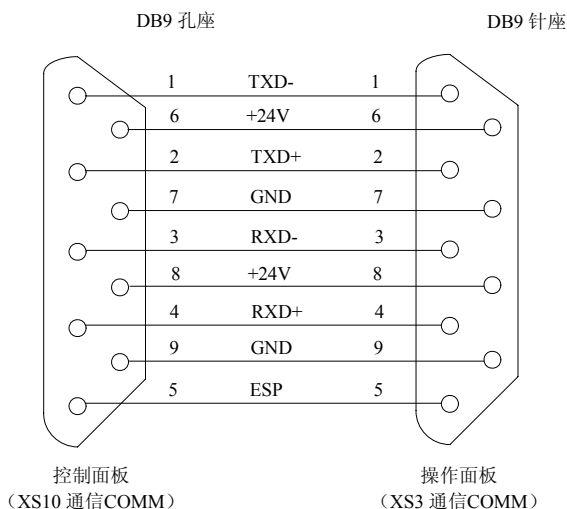 DB9 孔座 DB9 针座
1 TXD- 1
6 +24V 6
2 TXD+ 2
7 GND 7
3 RXD- 3
8 +24V 8
4 RXD+ 4
9 GND 9
5 ESP 5
控制面板 操作面板
（XS10 通信COMM） （XS3 通信COMM）